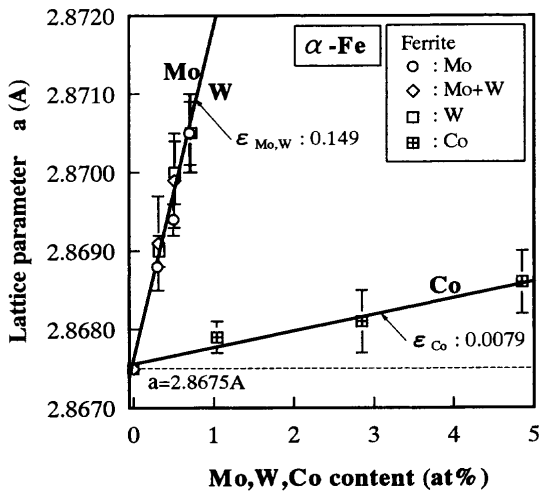 2.8720
2.8710
2.8700
2.8690
2.8680
2.8670
Lattice parameter a (A)
α -Fe
Ferrite
: Mo
: Mo+W
: W
: Co
Mo
W
ε Mo,W : 0.149
Co
ε Co : 0.0079
a=2.8675A
0 1 2 3 4 5
Mo,W,Co content (at%)